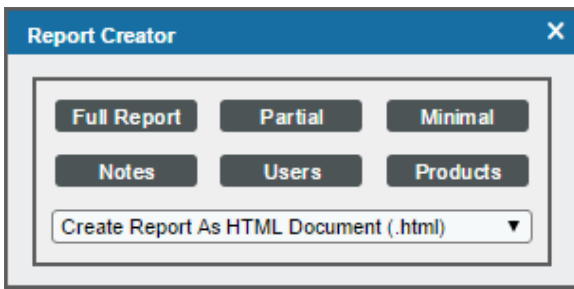 Report Creator X
Full Report Partial Minimal
Notes Users Products
Create Report As HTML Document (.html) ▼